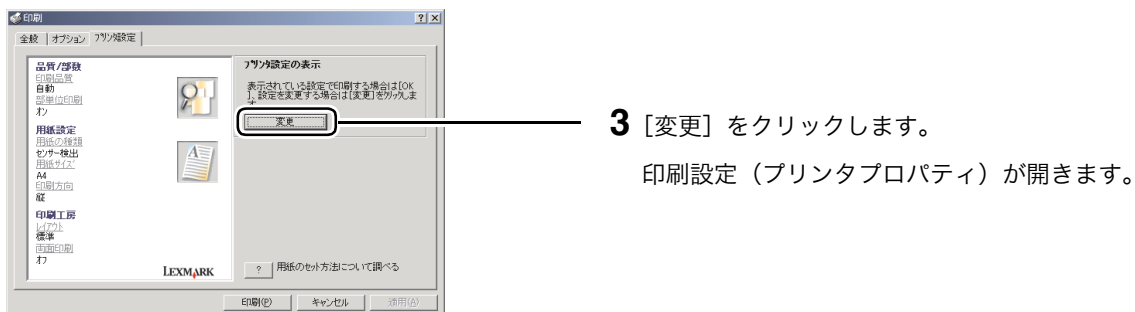 印刷
? ×
全般
オプション
プリンタ設定
品質/部数
印刷品質
自動
部単位印刷
オン
用紙設定
用紙の種類
センサー検出
用紙サイズ
A4
印刷方向
縦
印刷工房
レイアウト
標準
両面印刷
オフ
LEXMARK
プリンタ設定の表示
表示されている設定で印刷する場合は[OK
]、設定を変更する場合は[変更]をクリックしま
す
変更
? 用紙のセット方法について調べる
印刷(P)
キャンセル
適用(A)
3 [変更] をクリックします。
印刷設定(プリンタプロパティ)が開きます。